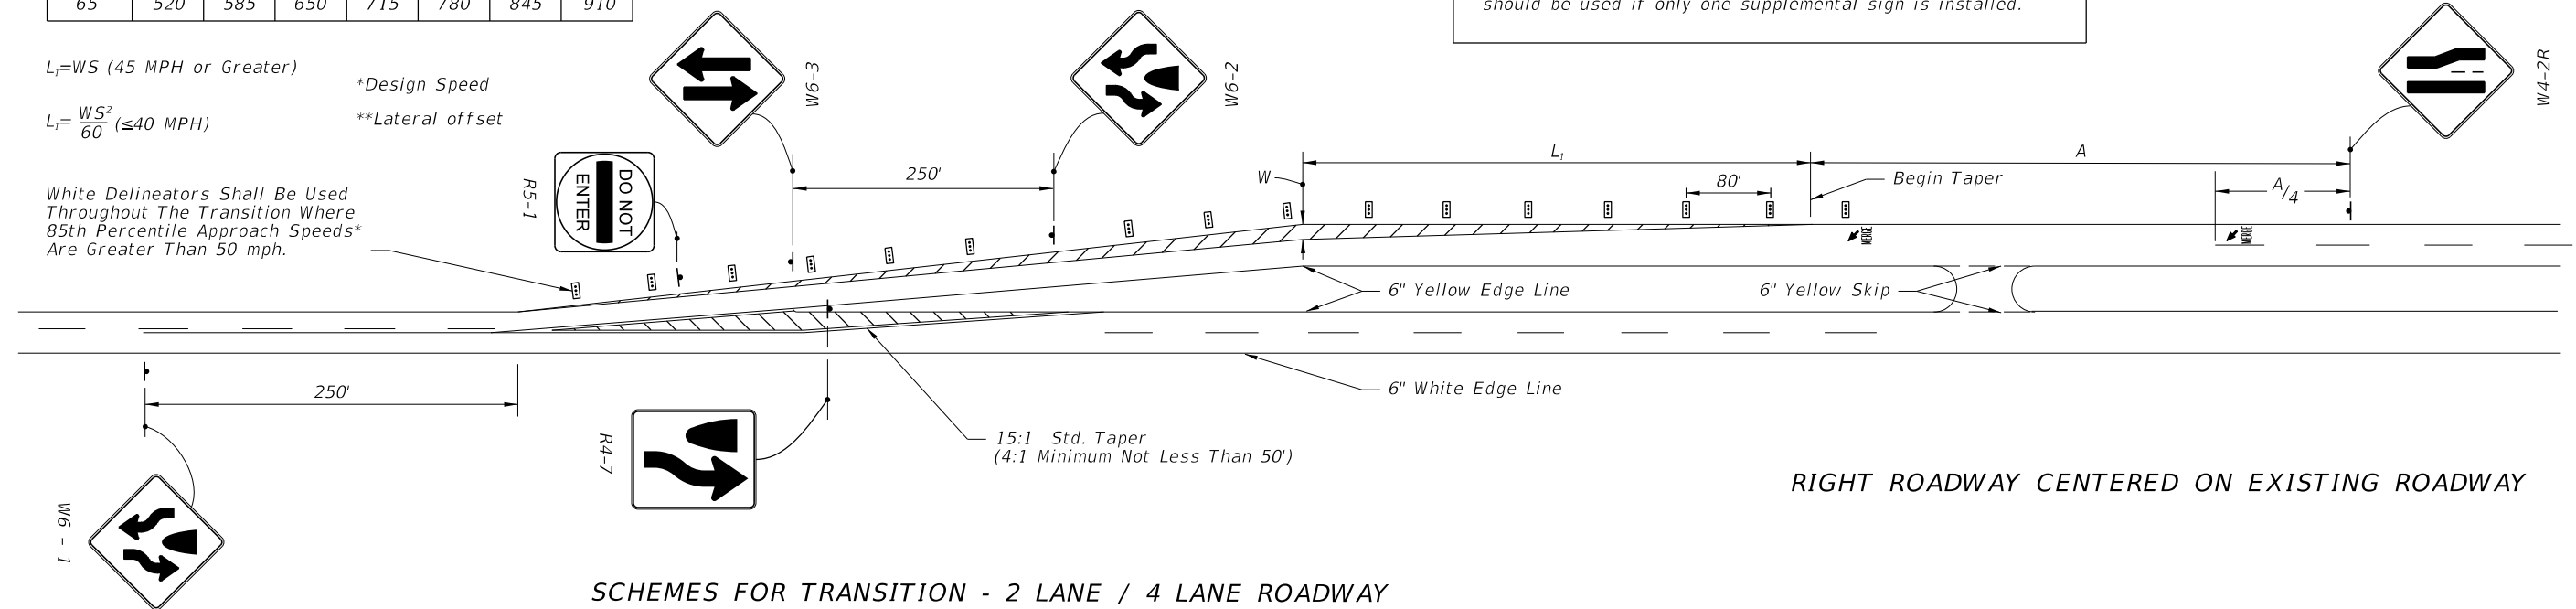 65 520 585 650 715 780 845 910
should be used if only one supplemental sign is installed.
L₁=WS (45 MPH or Greater)
*Design Speed
L₁= WS²/60 (≤40 MPH)
**Lateral offset
White Delineators Shall Be Used
Throughout The Transition Where
85th Percentile Approach Speeds*
Are Greater Than 50 mph.
R5-1
DO NOT
ENTER
W6-3
250'
W6-2
W
L₁
80'
Begin Taper
A
A/4
W4-2R
MERGE
MERGE
6" Yellow Edge Line
6" Yellow Skip
250'
6" White Edge Line
R4-7
15:1 Std. Taper
(4:1 Minimum Not Less Than 50')
W6 - 1
RIGHT ROADWAY CENTERED ON EXISTING ROADWAY
SCHEMES FOR TRANSITION - 2 LANE / 4 LANE ROADWAY